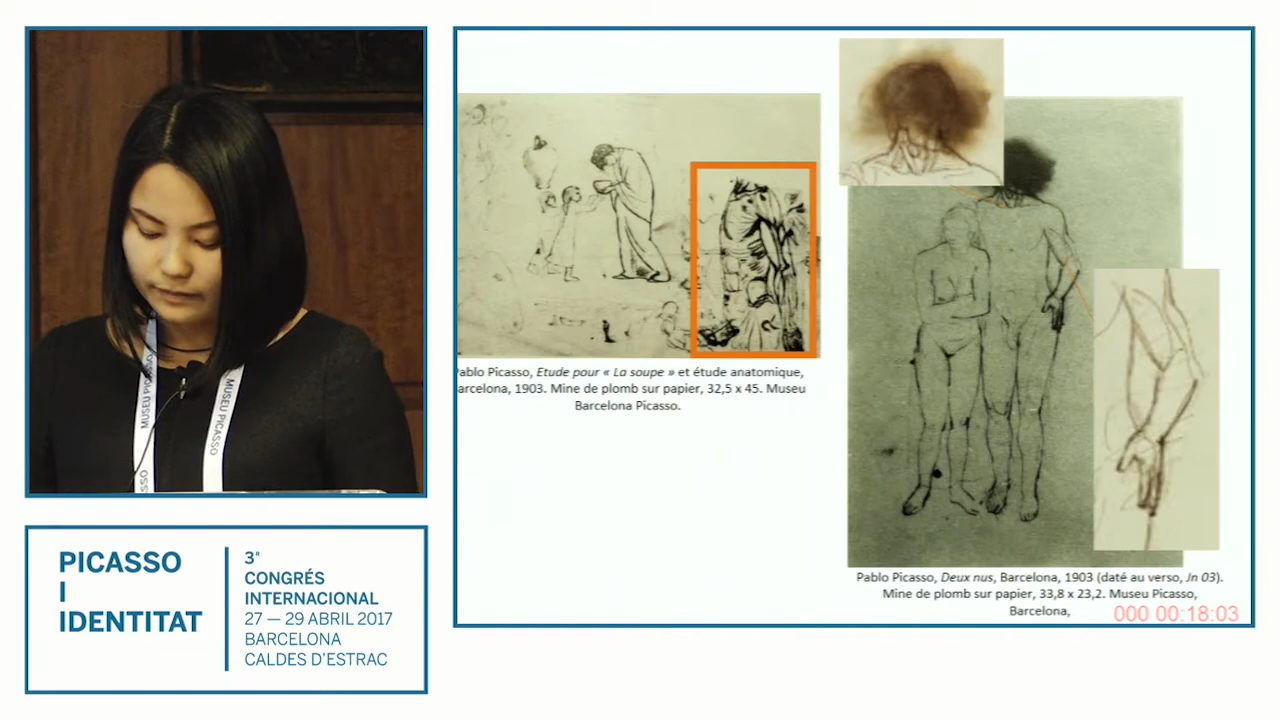 MUSEU PICASSO
MUSEU PICASSO
PICASSO
I
IDENTITAT
3"
CONGRÉS
INTERNACIONAL
27 — 29 ABRIL 2017
BARCELONA
CALDES D'ESTRAC
ablo Picasso, Etude pour « La soupe » et étude anatomique,
arcelona, 1903. Mine de plomb sur papier, 32,5 x 45. Museu
Barcelona Picasso.
Pablo Picasso, Deux nus, Barcelona, 1903 (daté au verso, Jn 03).
Mine de plomb sur papier, 33,8 x 23,2. Museu Picasso,
Barcelona,
000 00:18:03